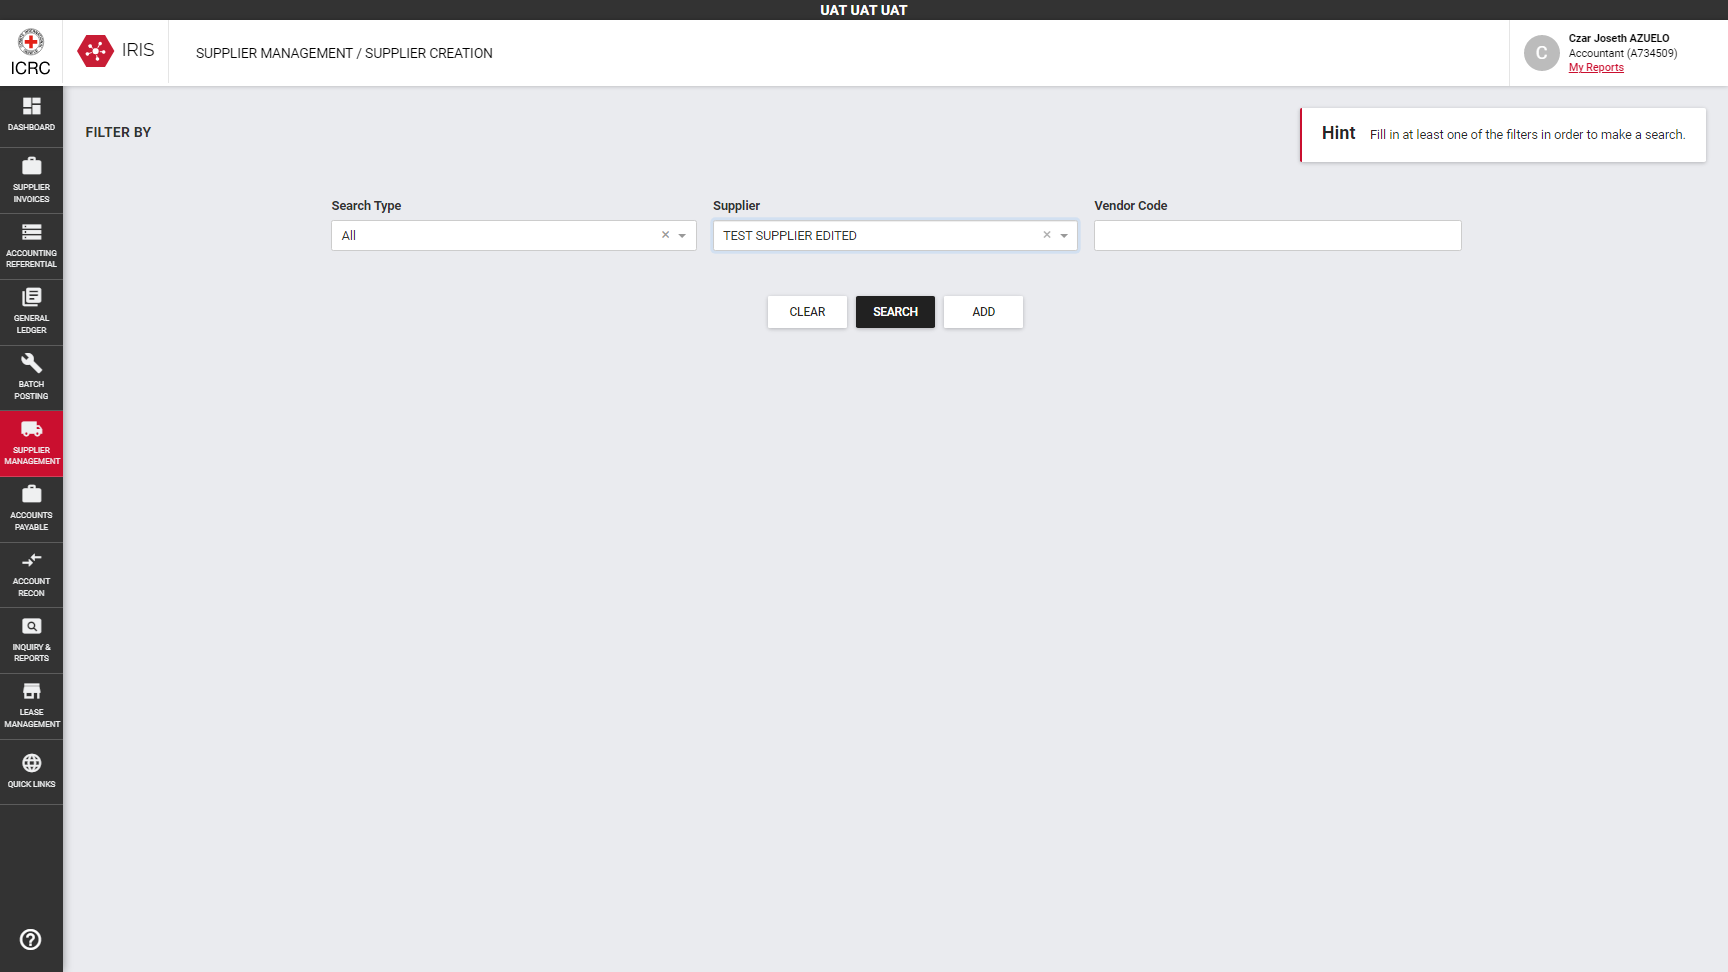 UAT UAT UAT
ICRC
IRIS
SUPPLIER MANAGEMENT / SUPPLIER CREATION
C
Czar Joseth AZUELO
Accountant (A734509)
My Reports
DASHBOARD
SUPPLIER
INVOICES
ACCOUNTING
REFERENTIAL
GENERAL
LEDGER
BATCH
POSTING
SUPPLIER
MANAGEMENT
ACCOUNTS
PAYABLE
ACCOUNT
RECON
INQUIRY &
REPORTS
LEASE
MANAGEMENT
QUICK LINKS
FILTER BY
Hint Fill in at least one of the filters in order to make a search.
Search Type
All
Supplier
TEST SUPPLIER EDITED
Vendor Code
CLEAR
SEARCH
ADD